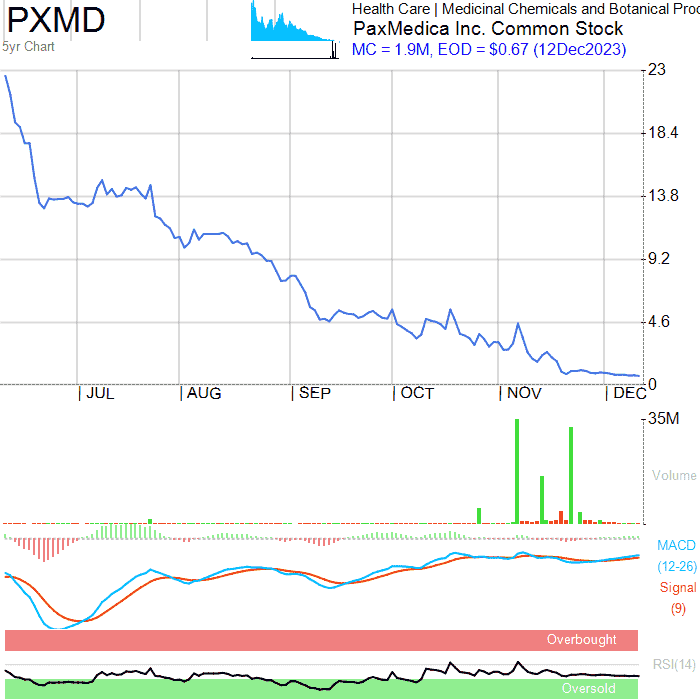 PXMD
5yr Chart
Health Care | Medicinal Chemicals and Botanical Proc
PaxMedica Inc. Common Stock
MC = 1.9M, EOD = $0.67 (12Dec2023)
23
18.4
13.8
9.2
4.6
0
JUL AUG SEP OCT NOV DEC
35M
Volume
MACD
(12-26)
Signal
(9)
Overbought
RSI(14)
Oversold